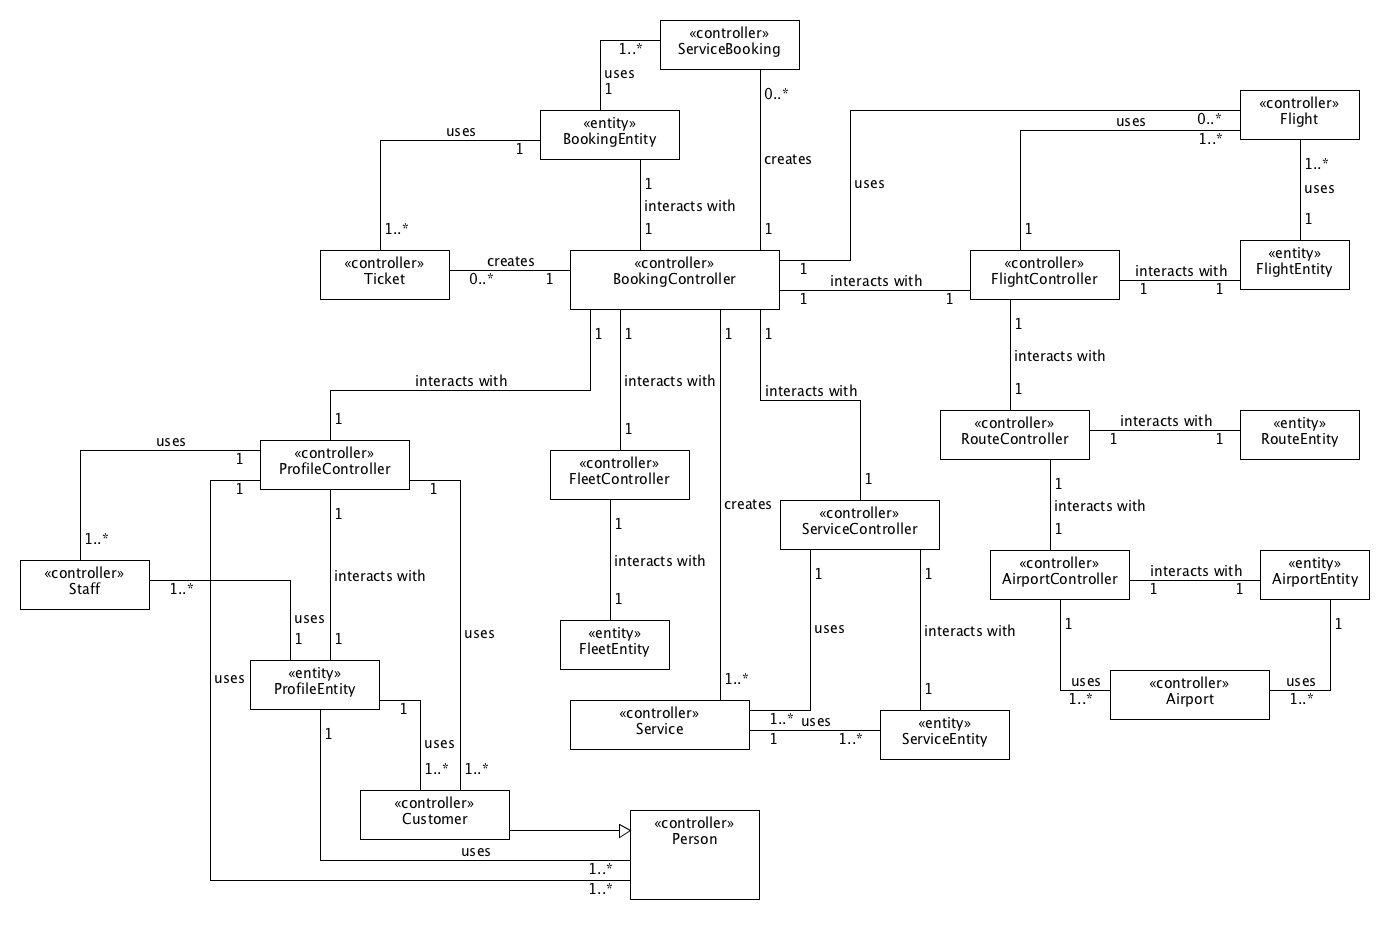 «controller»
ServiceBooking
1..*
uses
1
0..*
«controller»
Flight
«entity»
BookingEntity
uses
1
creates
uses
0..*
1..*
1..*
uses
1
1
interacts with
1
uses
1..*
1
1
«controller»
Ticket
creates
0..*
1
«controller»
BookingController
1
interacts with
1
1
«controller»
FlightController
interacts with
1
1
«entity»
FlightEntity
1
1
1
1
1
interacts with
1
interacts with
1
interacts with
1
interacts with
1
«controller»
RouteController
interacts with
1
1
«entity»
RouteEntity
uses
1
«controller»
ProfileController
1
1
1
1..*
«controller»
FleetController
1
creates
1
«controller»
ServiceController
1
interacts with
1
«controller»
Staff
1..*
interacts with
uses
1
1
uses
uses
1
interacts with
1
«entity»
FleetEntity
1
uses
1
interacts with
1
«controller»
AirportController
interacts with
1
1
«entity»
AirportEntity
1
1
uses
1..*
«controller»
Airport
uses
1..*
«entity»
ProfileEntity
1
1
uses
1..*
1..*
1..*
«controller»
Service
1..*
uses
1
1..*
«entity»
ServiceEntity
«controller»
Customer
«controller»
Person
uses
1..*
1..*